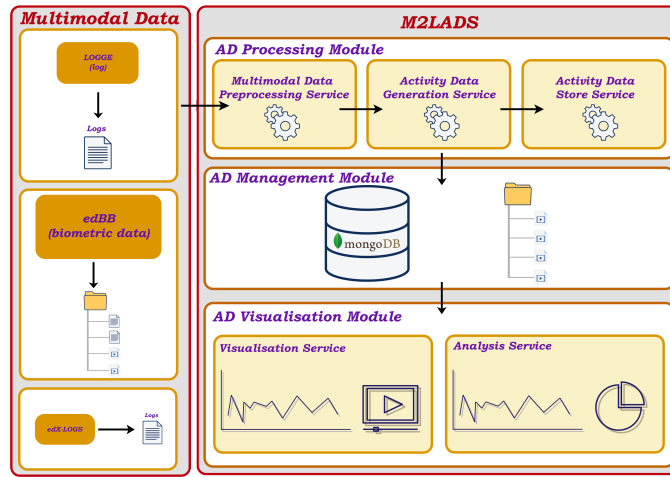 Multimodal Data
LOGGE
(log)
Logs
edBB
(biometric data)
edX-LOGS
Logs
M2LADS
AD Processing Module
Multimodal Data
Preprocessing Service
Activity Data
Generation Service
Activity Data
Store Service
AD Management Module
mongoDB
AD Visualisation Module
Visualisation Service
Analysis Service